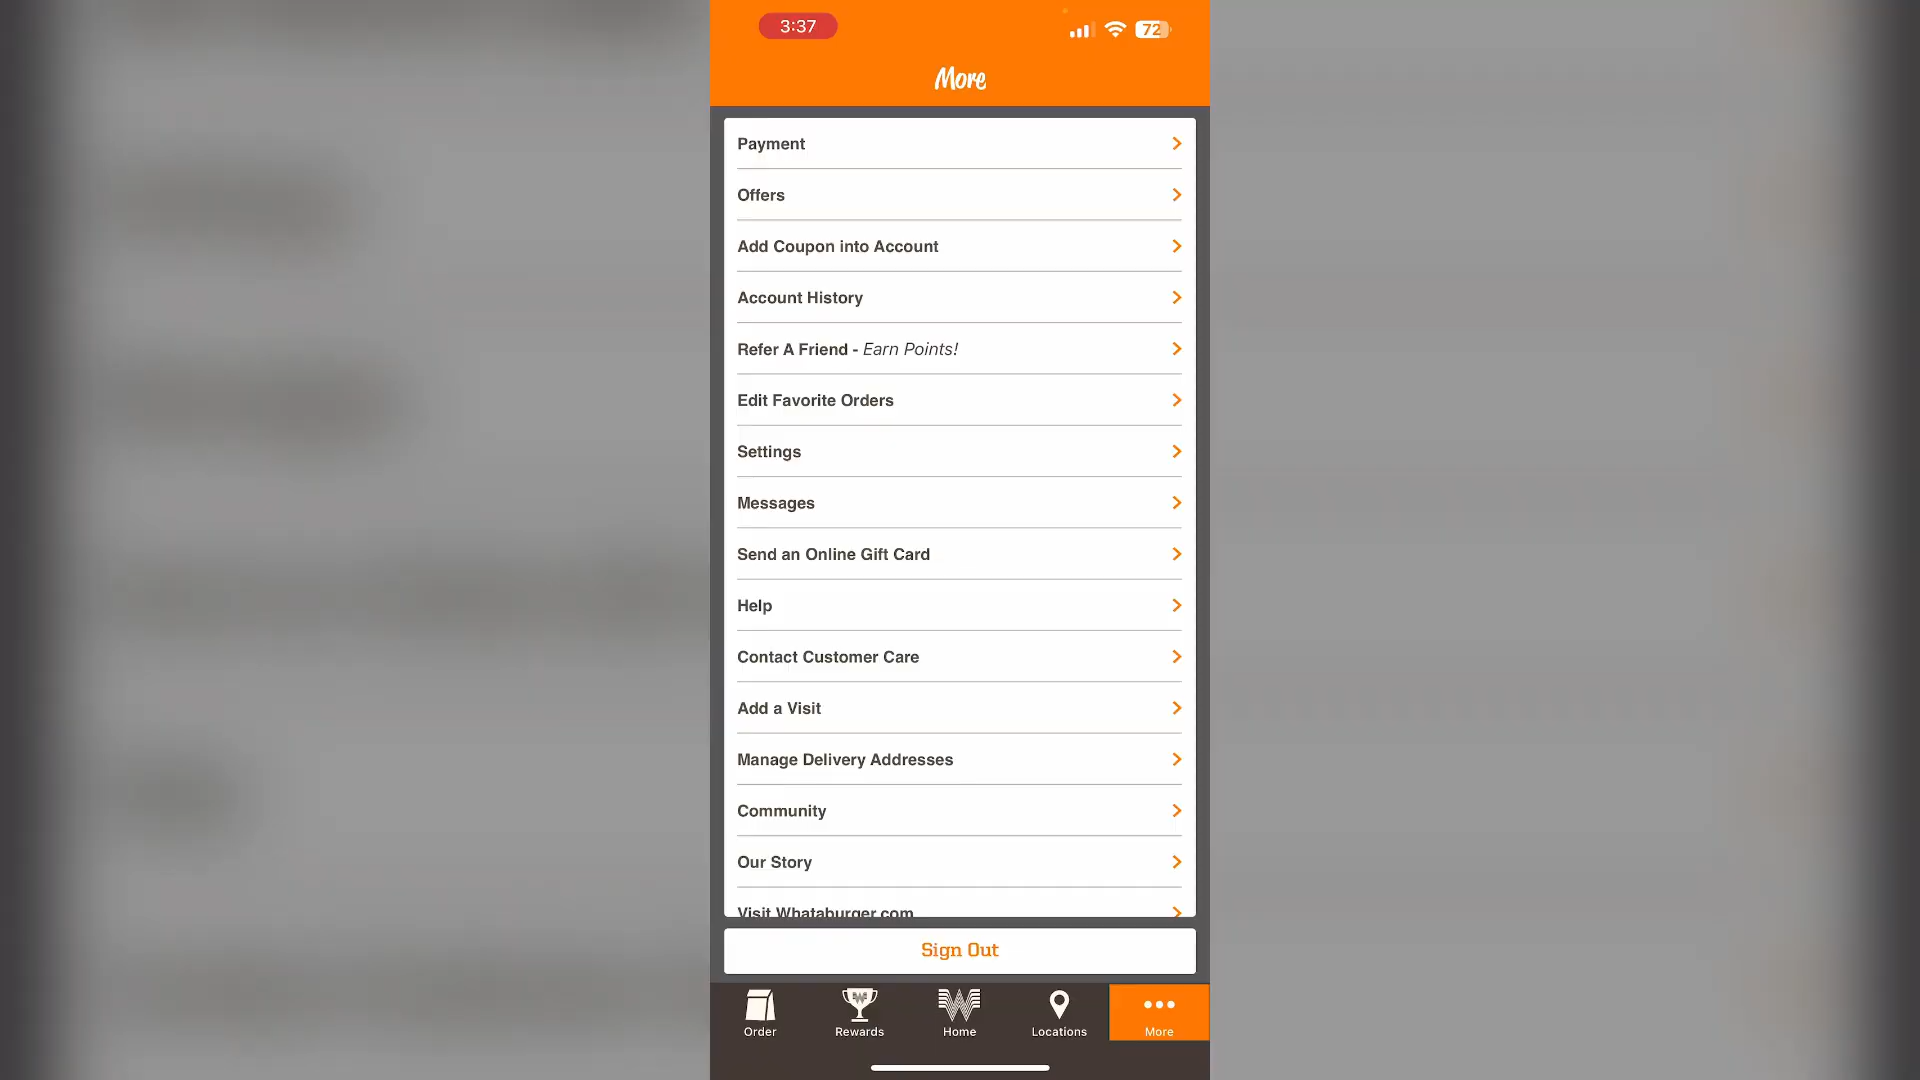 3:37
72
More
Payment
Offers
Add Coupon into Account
Account History
Refer A Friend - Earn Points!
Edit Favorite Orders
Settings
Messages
Send an Online Gift Card
Help
Contact Customer Care
Add a Visit
Manage Delivery Addresses
Community
Our Story
Visit Whataburger.com
Sign Out
Order Rewards Home Locations More